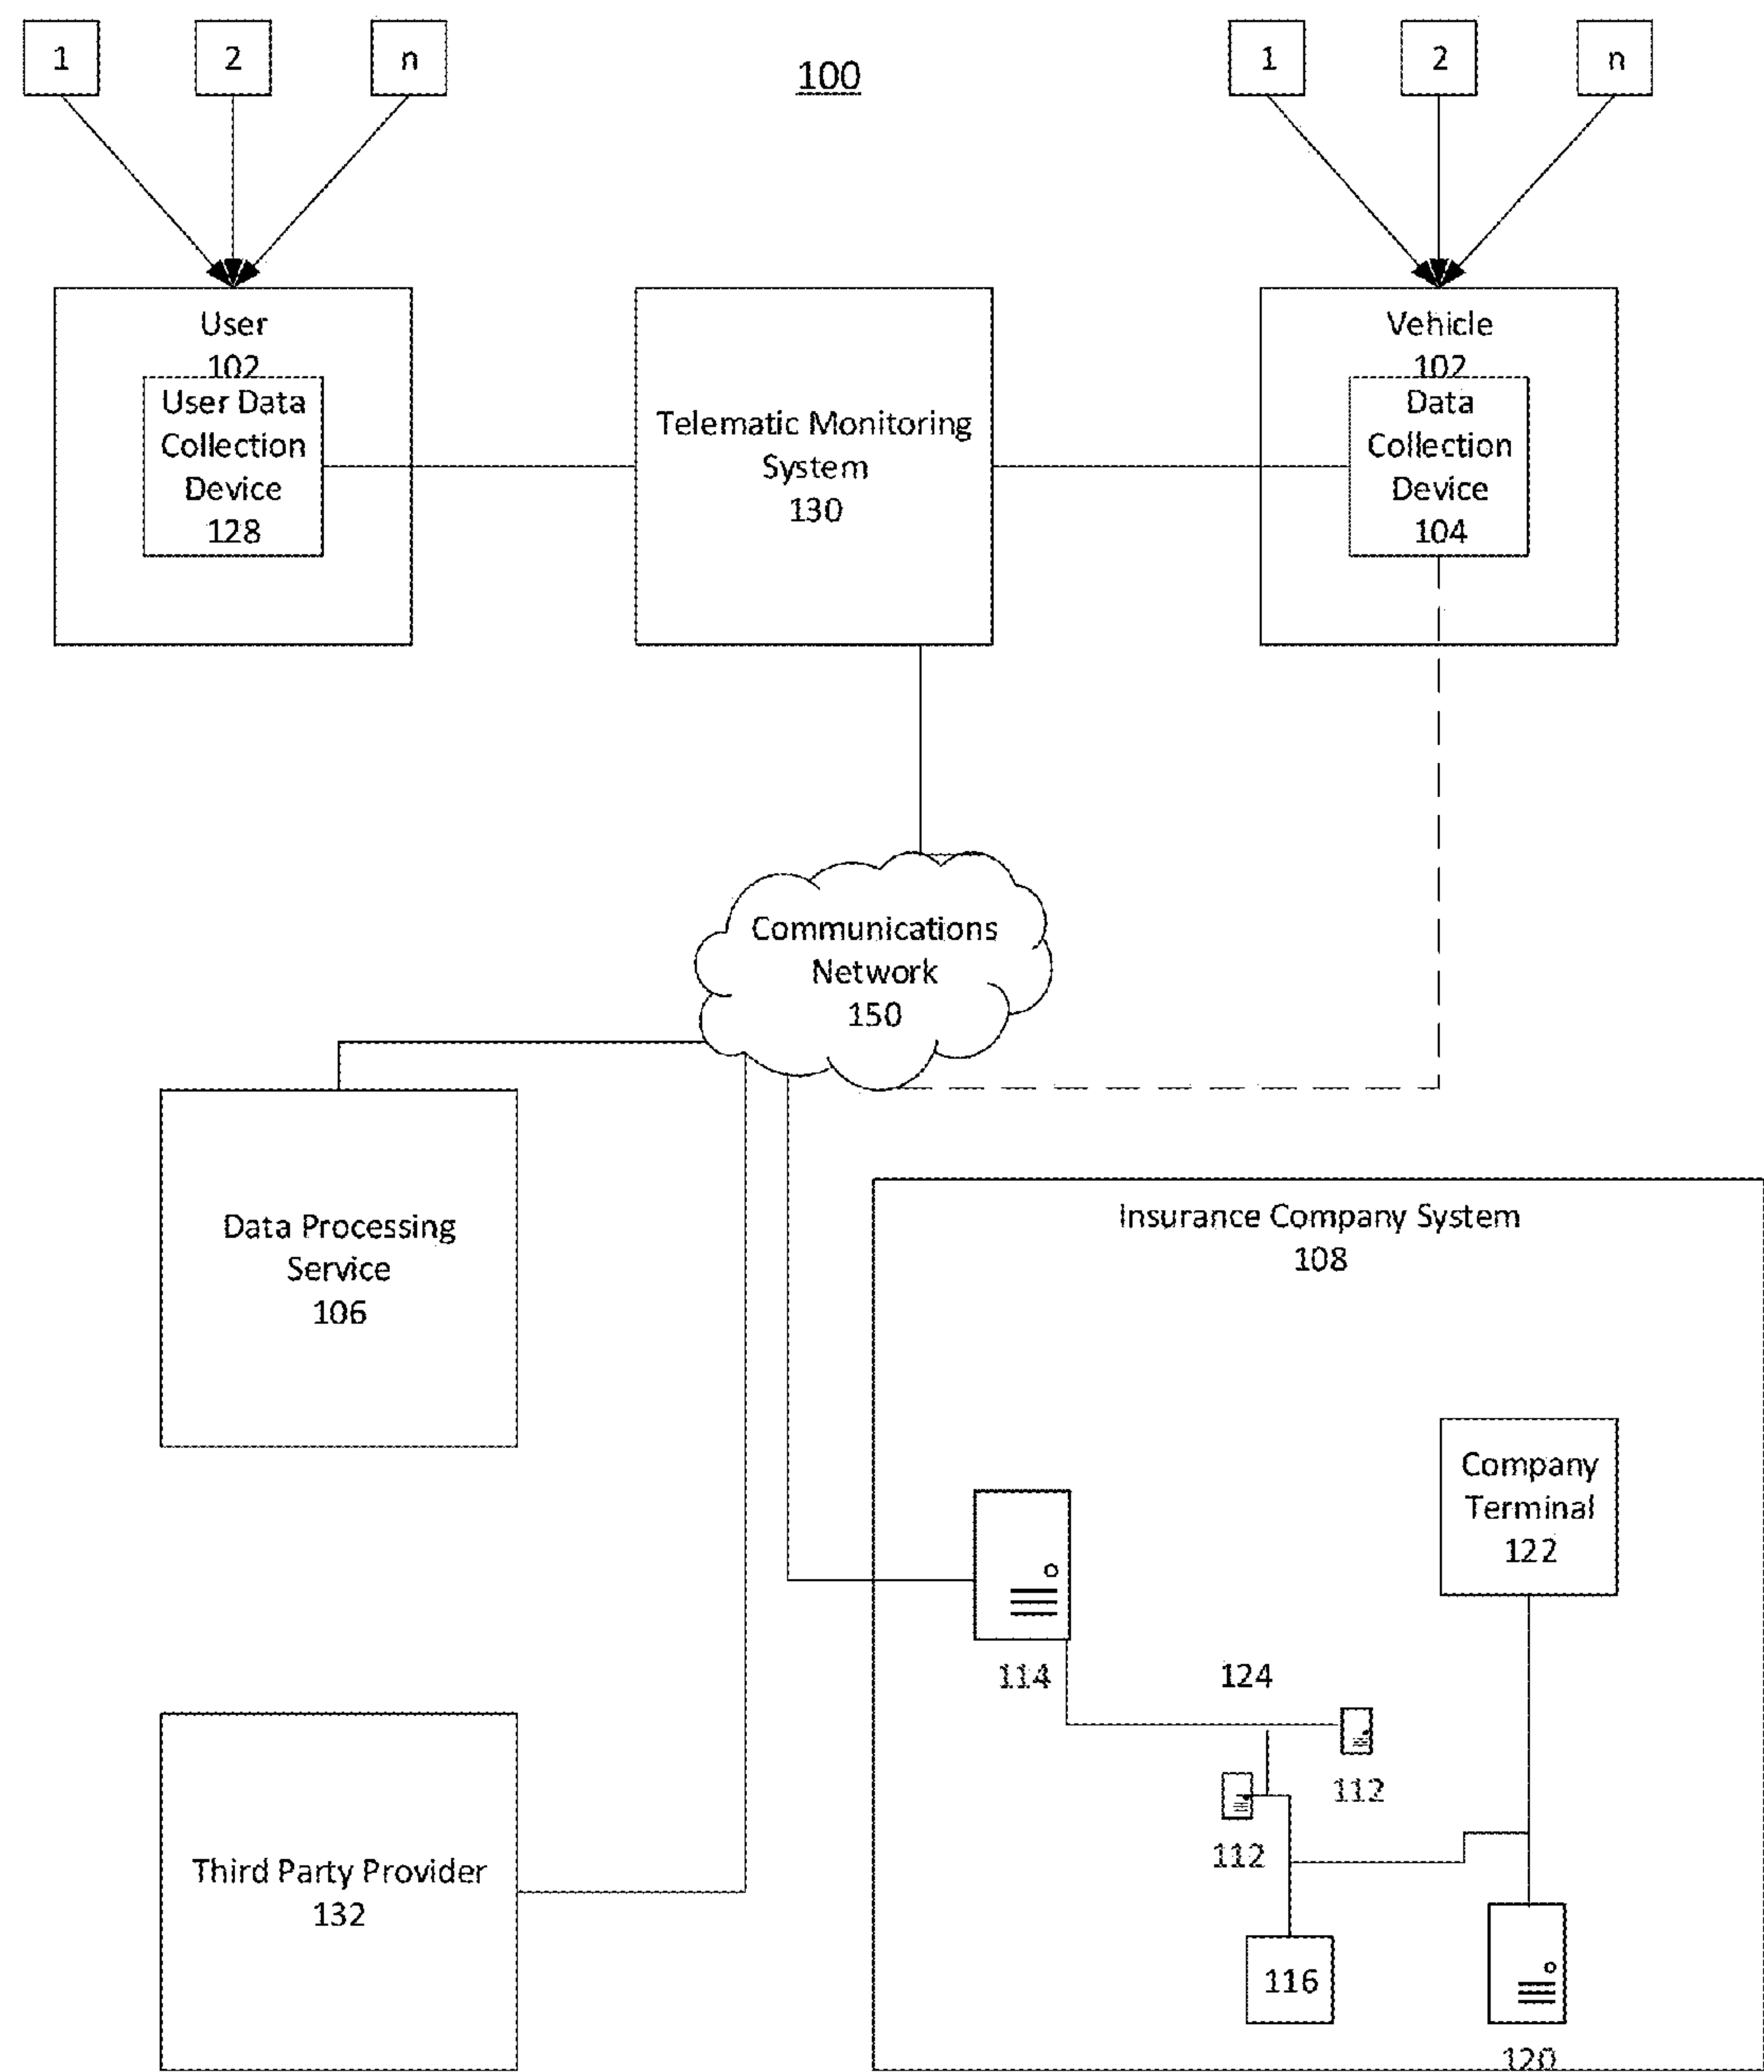 1
2
n
100
1
2
n
User
102
User Data
Collection
Device
128
Telematic Monitoring
System
130
Vehicle
102
Data
Collection
Device
104
Communications
Network
150
Data Processing
Service
106
Insurance Company System
108
Company
Terminal
122
114
124
112
112
Third Party Provider
132
116
120